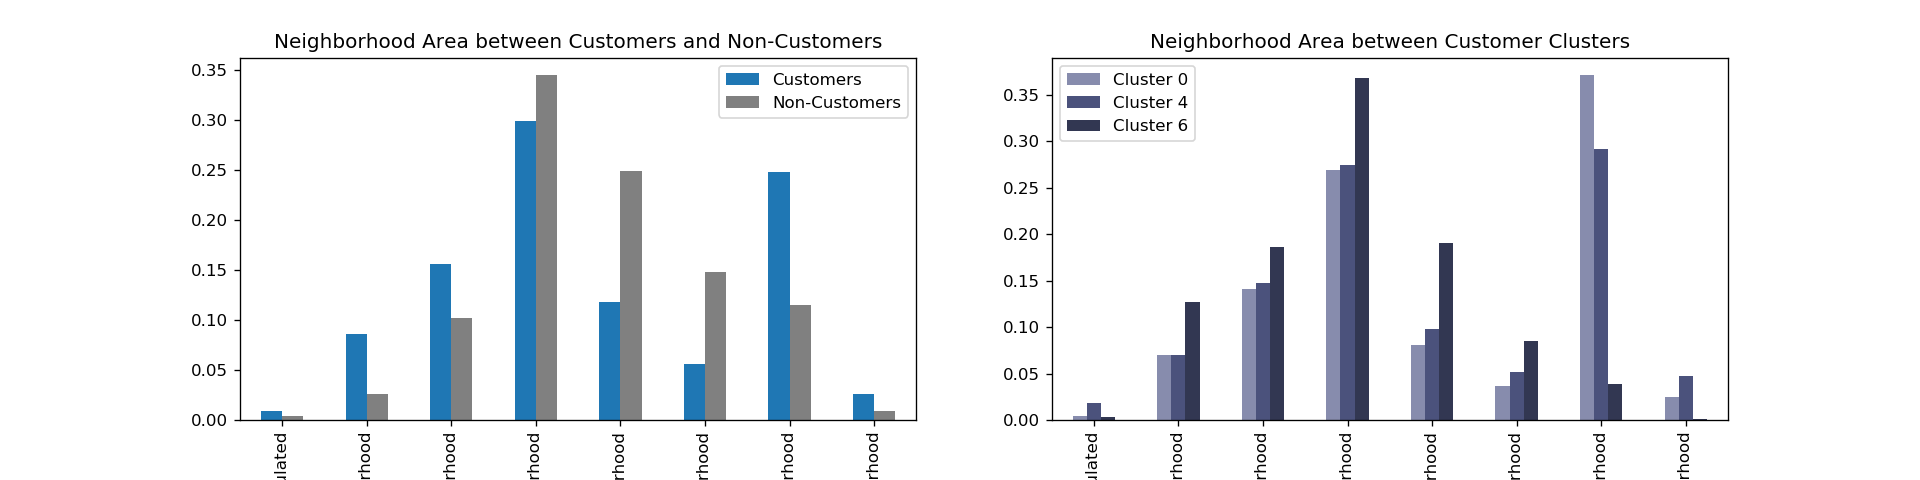 Neighborhood Area between Customers and Non-Customers
Customers
Non-Customers
0.35
0.30
0.25
0.20
0.15
0.10
0.05
0.00
ulated
rhood
rhood
rhood
rhood
rhood
rhood
rhood
Neighborhood Area between Customer Clusters
Cluster 0
Cluster 4
Cluster 6
0.35
0.30
0.25
0.20
0.15
0.10
0.05
0.00
ulated
rhood
rhood
rhood
rhood
rhood
rhood
rhood